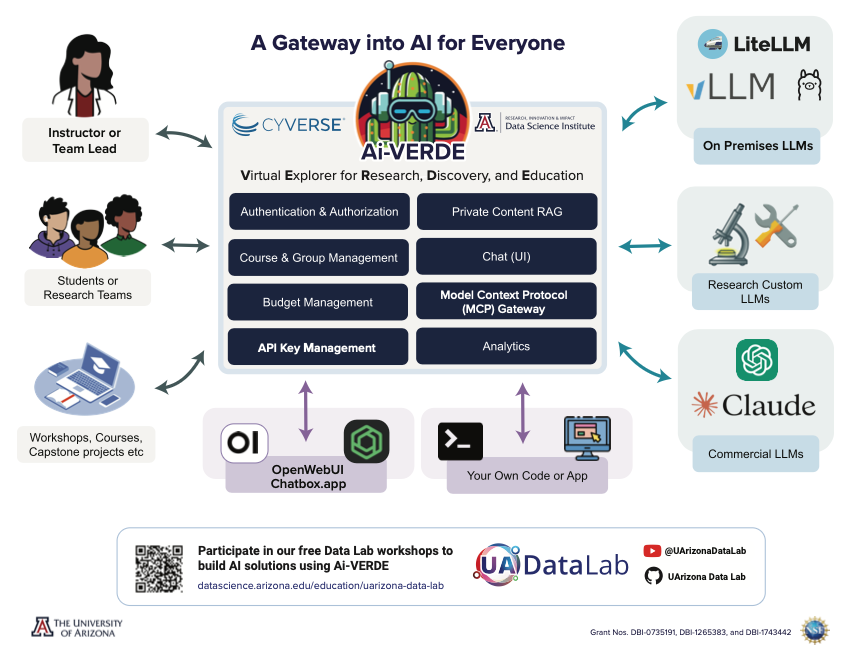 A Gateway into AI for Everyone
Instructor or
Team Lead
Students or
Research Teams
Workshops, Courses,
Capstone projects etc
CYVERSE®
Ai-VERDE
A
RESEARCH, INNOVATION & IMPACT
Data Science Institute
Virtual Explorer for Research, Discovery, and Education
Authentication & Authorization
Private Content RAG
Course & Group Management
Chat (UI)
Budget Management
Model Context Protocol
(MCP) Gateway
API Key Management
Analytics
LiteLLM
vLLM
On Premises LLMs
Research Custom
LLMs
Claude
Commercial LLMs
OI
OpenWebUI
Chatbox.app
>_
Your Own Code or App
Participate in our free Data Lab workshops to
build AI solutions using Ai-VERDE
datascience.arizona.edu/education/uarizona-data-lab
UA DataLab
@UArizonaDataLab
UArizona Data Lab
A
THE UNIVERSITY
OF ARIZONA
Grant Nos. DBI-0735191, DBI-1265383, and DBI-1743442
NSF